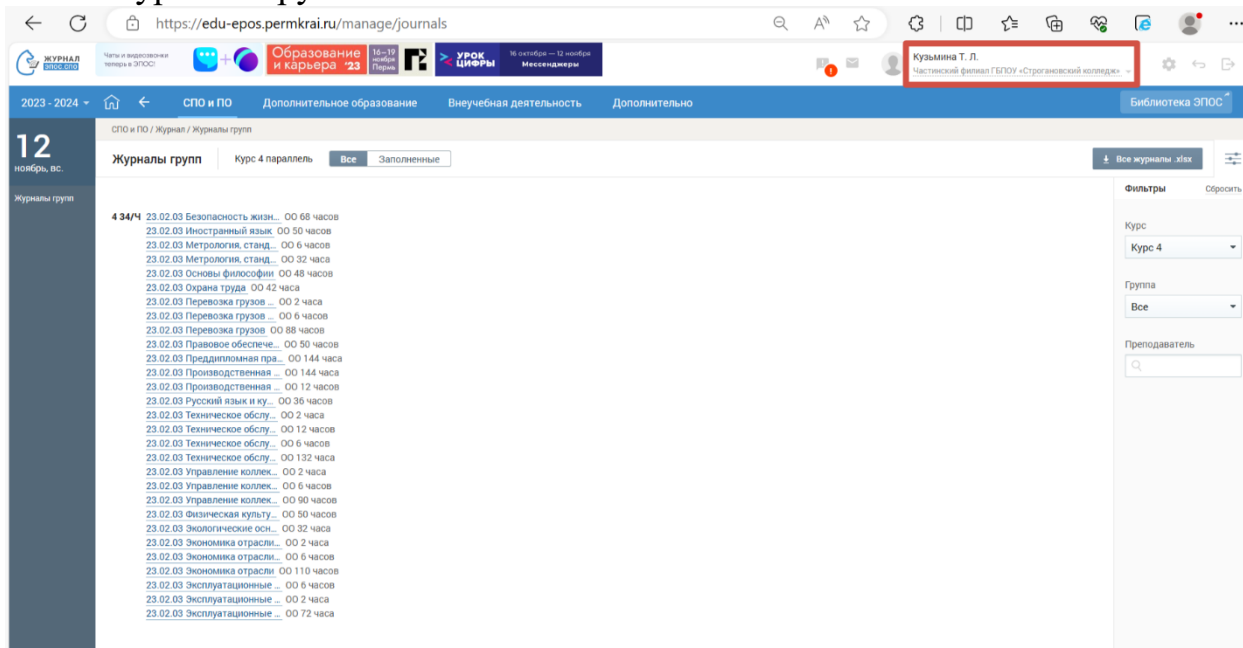 https://edu-epos.permkrai.ru/manage/journals
ЖУРНАЛ
ЭПОС.СПО
Чаты и видеозвонки
теперь в ЭПОС!
Образование
и карьера '23
16–19
ноября
Пермь
УРОК
ЦИФРЫ
16 октября — 12 ноября
Мессенджеры
Кузьмина Т. Л.
Частинский филиал ГБПОУ «Строгановский колледж»
2023 - 2024
СПО и ПО
Дополнительное образование
Внеучебная деятельность
Дополнительно
Библиотека ЭПОС
12
ноябрь, вс.
Журналы групп
СПО и ПО / Журнал / Журналы групп
Журналы групп
Курс 4 параллель
Все
Заполненные
Все журналы .xlsx
4 34/Ч 23.02.03 Безопасность жизн... ОО 68 часов
23.02.03 Иностранный язык ОО 50 часов
23.02.03 Метрология, станд... ОО 6 часов
23.02.03 Метрология, станд... ОО 32 часа
23.02.03 Основы философии ОО 48 часов
23.02.03 Охрана труда ОО 42 часа
23.02.03 Перевозка грузов ... ОО 2 часа
23.02.03 Перевозка грузов ... ОО 6 часов
23.02.03 Перевозка грузов ОО 88 часов
23.02.03 Правовое обеспече... ОО 50 часов
23.02.03 Преддипломная пра... ОО 144 часа
23.02.03 Производственная ... ОО 144 часа
23.02.03 Производственная ... ОО 12 часов
23.02.03 Русский язык и ку... ОО 36 часов
23.02.03 Техническое обслу... ОО 2 часа
23.02.03 Техническое обслу... ОО 12 часов
23.02.03 Техническое обслу... ОО 6 часов
23.02.03 Техническое обслу... ОО 132 часа
23.02.03 Управление коллек... ОО 2 часа
23.02.03 Управление коллек... ОО 6 часов
23.02.03 Управление коллек... ОО 90 часов
23.02.03 Физическая культу... ОО 50 часов
23.02.03 Экологические осн... ОО 32 часа
23.02.03 Экономика отрасли... ОО 2 часа
23.02.03 Экономика отрасли... ОО 6 часов
23.02.03 Экономика отрасли ОО 110 часов
23.02.03 Эксплуатационные ... ОО 6 часов
23.02.03 Эксплуатационные ... ОО 2 часа
23.02.03 Эксплуатационные ... ОО 72 часа
Фильтры
Сбросить
Курс
Курс 4
Группа
Все
Преподаватель